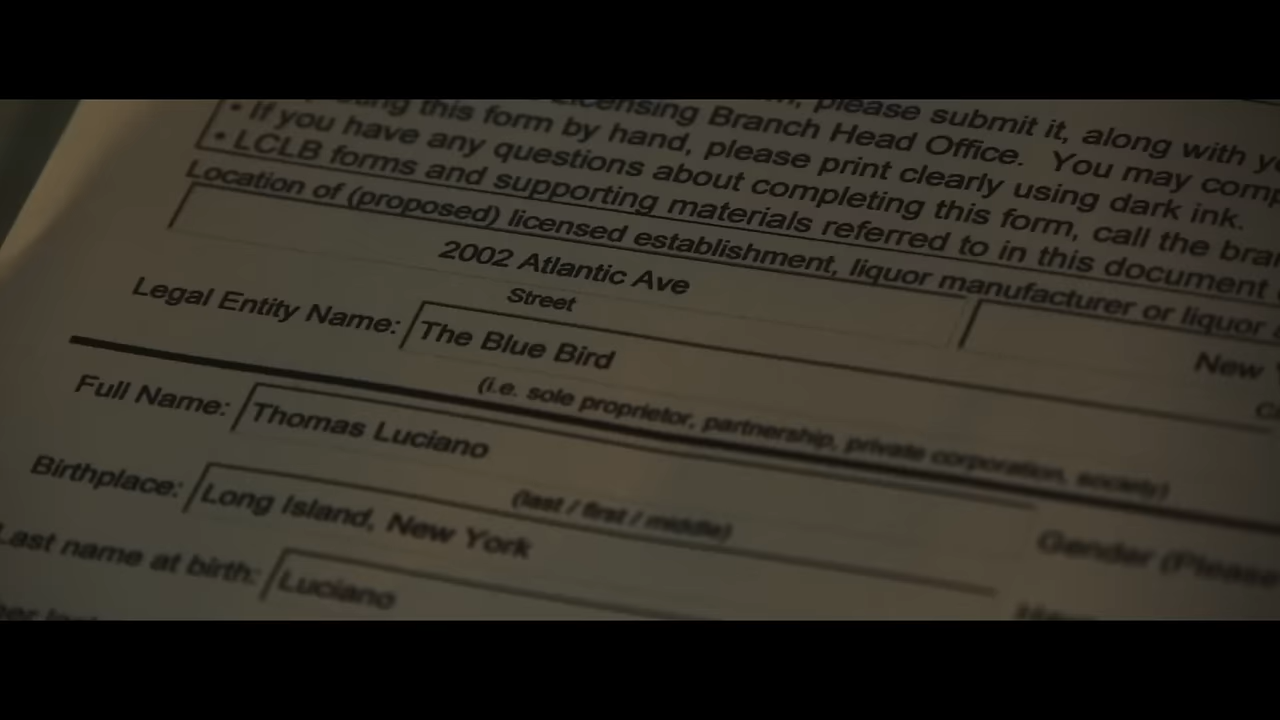 please submit it, along with
Licensing Branch Head Office. You may
this form by hand, please print clearly using dark ink.
• If you have any questions about completing this form, call the
• LCLB forms and supporting materials referred to in this document
Location of (proposed) licensed establishment, liquor manufacturer or liquor
2002 Atlantic Ave
New
Street
Legal Entity Name: The Blue Bird
(i.e. sole proprietor, partnership, private corporation, society)
Full Name: Thomas Luciano
(last / first / middle)
Gender (Please
Birthplace: Long Island, New York
Last name at birth: Luciano